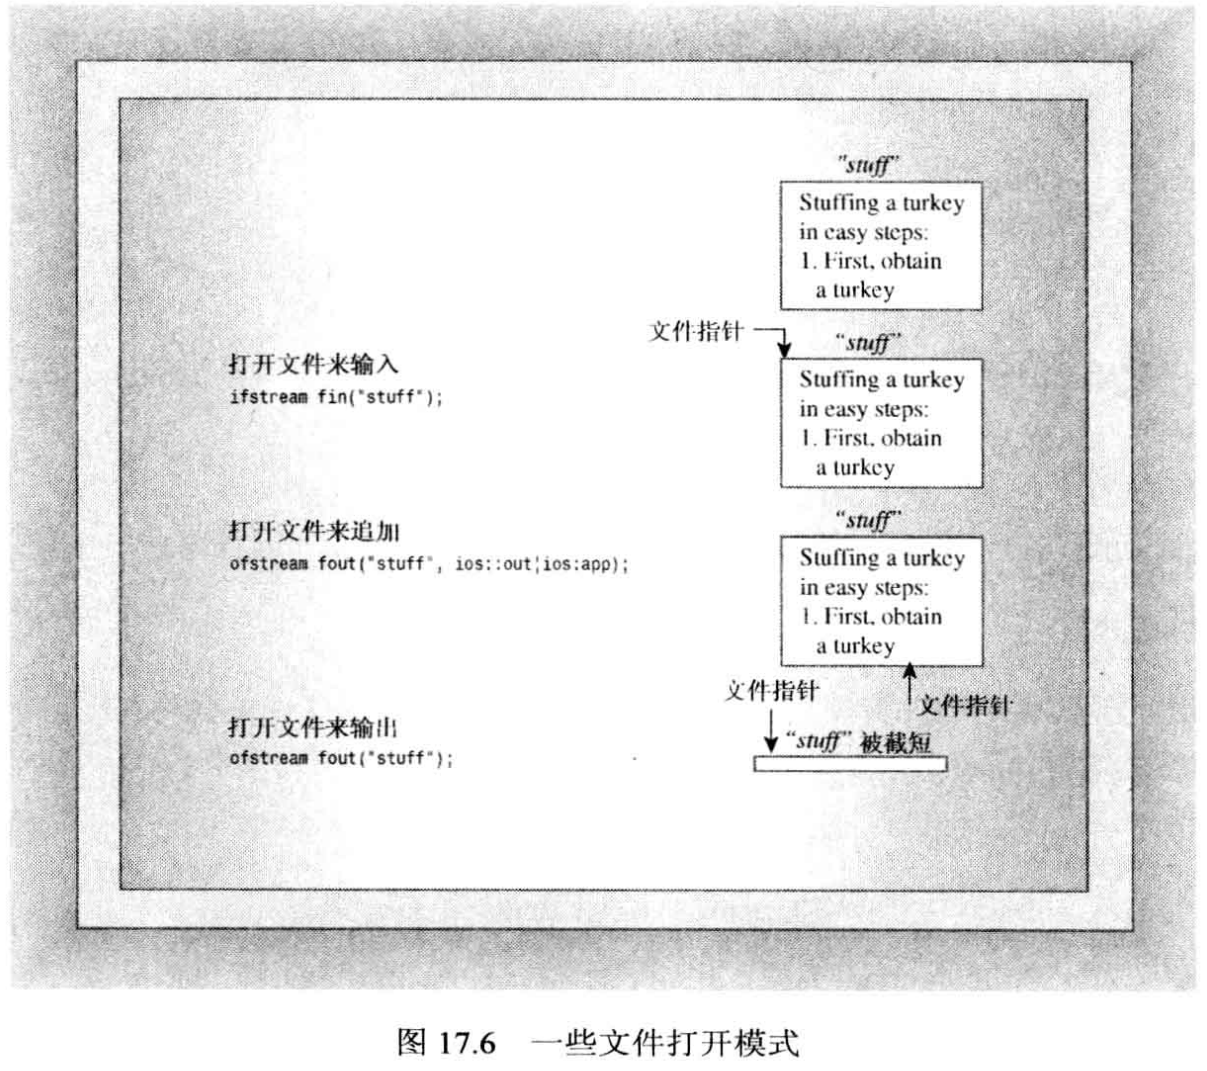 "stuff"
Stuffing a turkey
in easy steps:
1. First, obtain
a turkey
文件指针
"stuff"
打开文件来输入
ifstream fin("stuff");
Stuffing a turkey
in easy steps:
1. First, obtain
a turkey
"stuff"
打开文件来追加
ofstream fout("stuff", ios::out¦ios:app);
Stuffing a turkey
in easy steps:
1. First, obtain
a turkey
文件指针
文件指针
打开文件来输出
ofstream fout("stuff");
"stuff" 被截短
图 17.6 一些文件打开模式